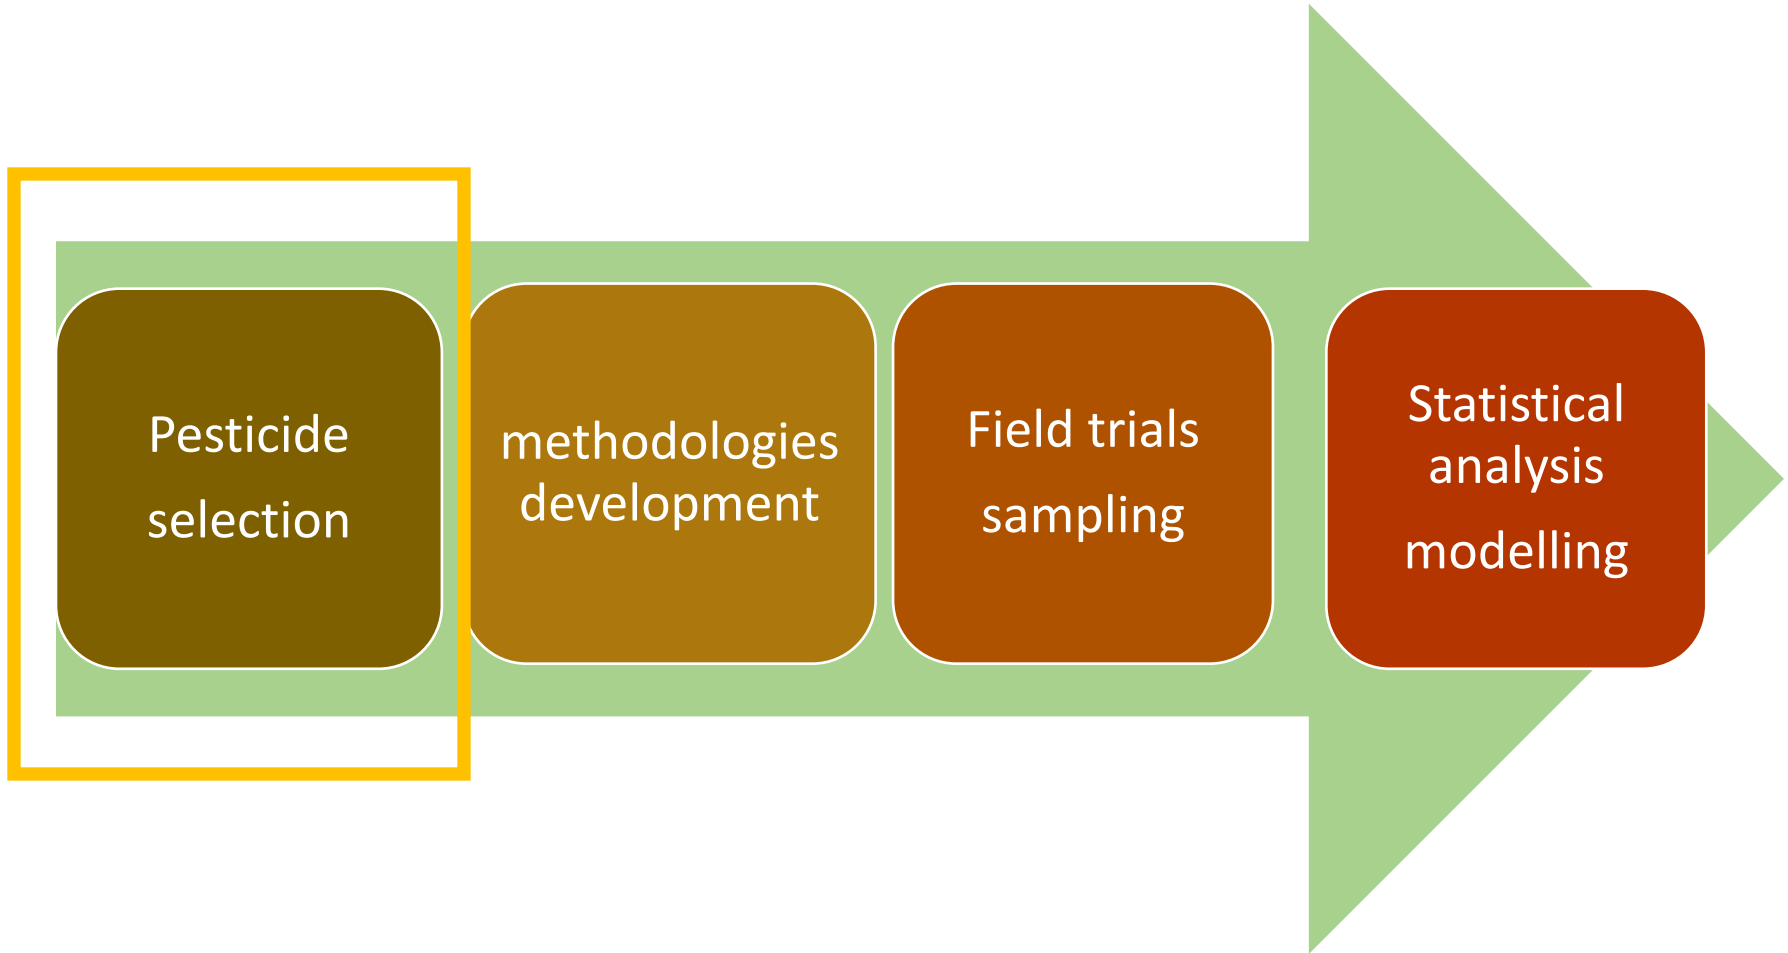 Pesticide
selection
methodologies
development
Field trials
sampling
Statistical
analysis
modelling